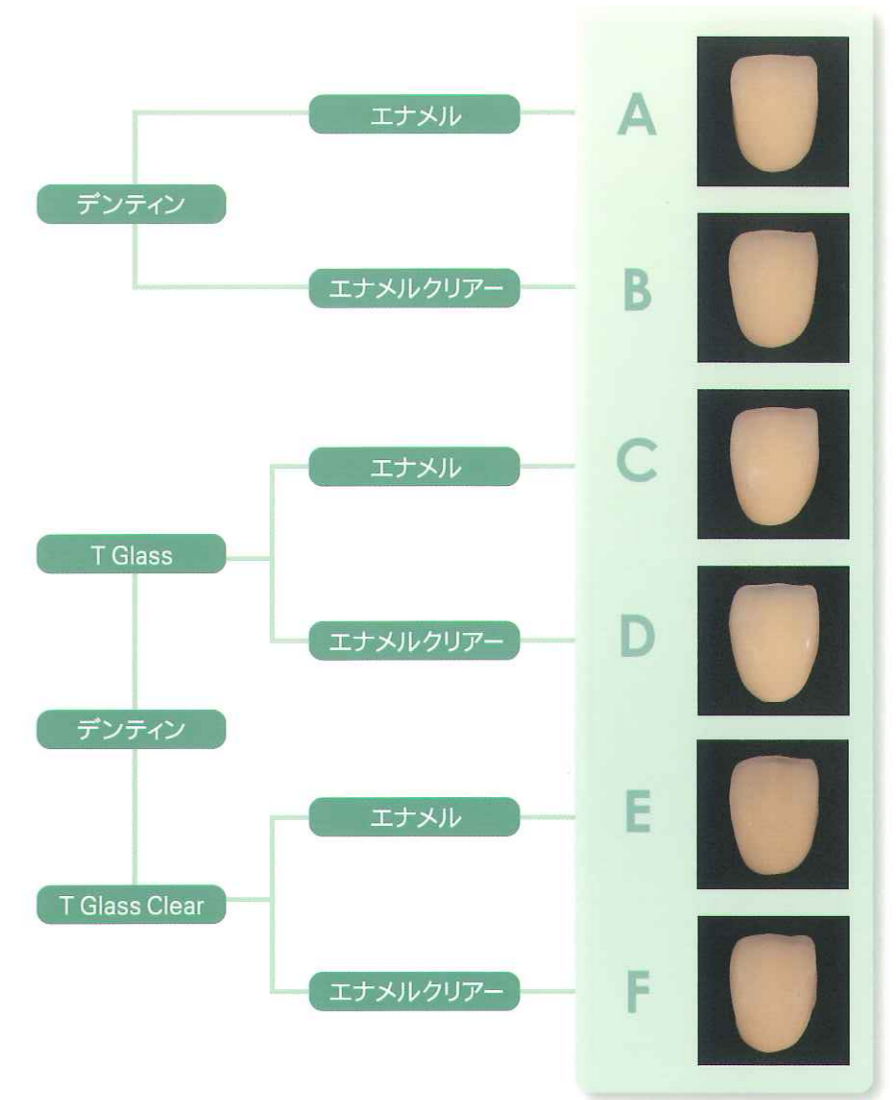 エナメル
A
デンティン
エナメルクリアー
B
エナメル
C
T Glass
エナメルクリアー
D
デンティン
エナメル
E
T Glass Clear
エナメルクリアー
F